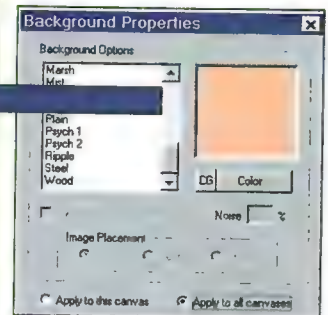 Background Properties
Background Options
Marsh
Mist
Plain
Psych 1
Psych 2
Ripple
Steel
Wood
CG Color
Noise %
Image Placement
Apply to this canvas Apply to all canvases